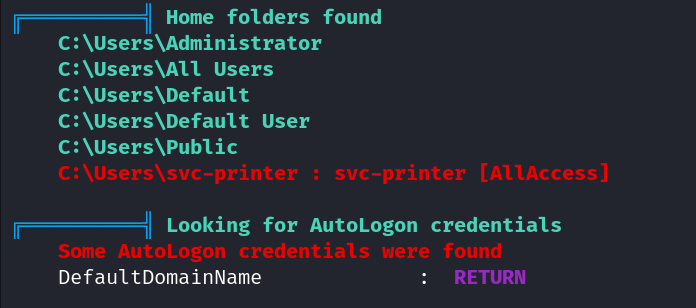 ╔══════════╣ Home folders found
C:\Users\Administrator
C:\Users\All Users
C:\Users\Default
C:\Users\Default User
C:\Users\Public
C:\Users\svc-printer : svc-printer [AllAccess]
╔══════════╣ Looking for AutoLogon credentials
Some AutoLogon credentials were found
DefaultDomainName             :  RETURN